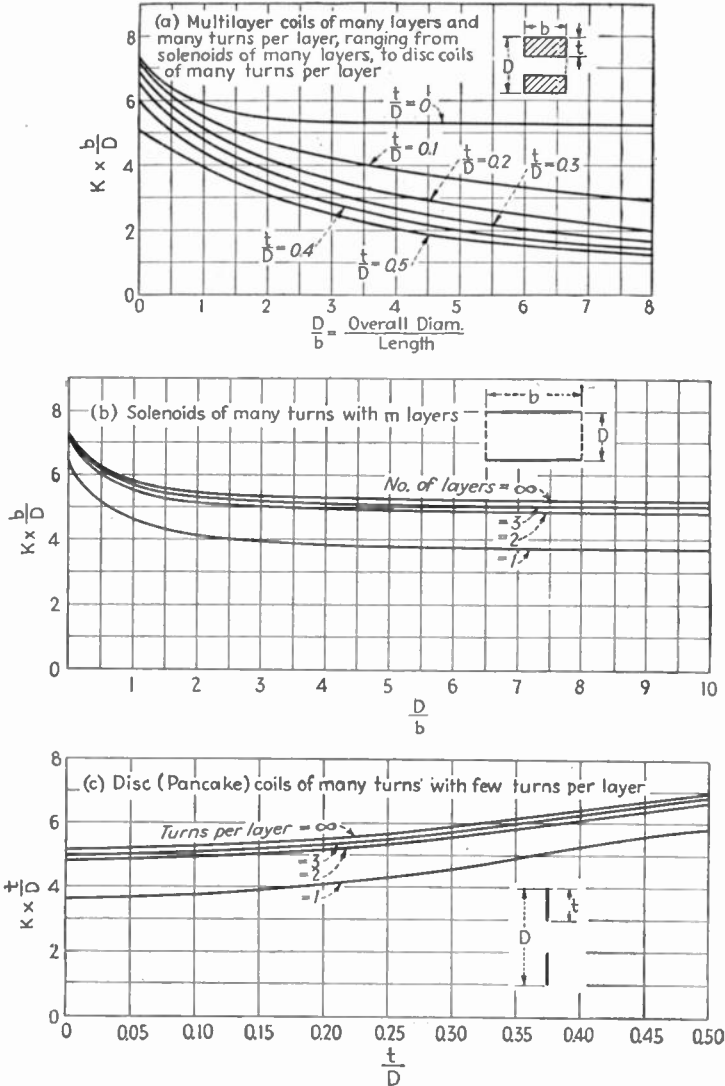 (a) Multilayer coils of many layers and
many turns per layer, ranging from
solenoids of many layers, to disc coils
of many turns per layer
b
D
t
8
6
4
2
0
K × b/D
t/D = 0
t/D = 0.1
t/D = 0.2
t/D = 0.3
t/D = 0.4
t/D = 0.5
0 1 2 3 4 5 6 7 8
D/b = Overall Diam./Length
(b) Solenoids of many turns with m layers
b
D
8
6
4
2
0
K × b/D
No. of layers = ∞
= 3
= 2
= 1
1 2 3 4 5 6 7 8 9 10
D/b
(c) Disc (Pancake) coils of many turns with few turns per layer
8
6
4
2
0
K × t/D
Turns per layer = ∞
= 3
= 2
= 1
D
t
0 0.05 0.10 0.15 0.20 0.25 0.30 0.35 0.40 0.45 0.50
t/D